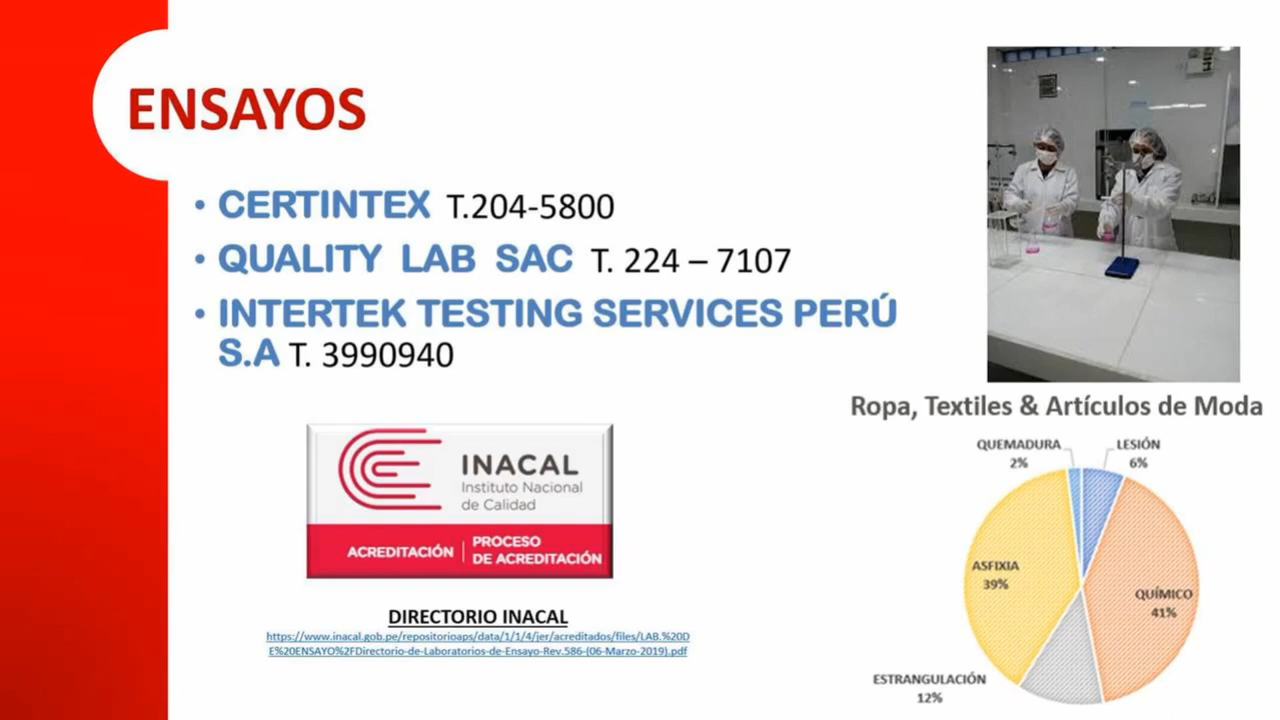 ENSAYOS
• CERTINTEX T.204-5800
• QUALITY LAB SAC T. 224 – 7107
• INTERTEK TESTING SERVICES PERÚ
S.A T. 3990940
INACAL
Instituto Nacional
de Calidad
ACREDITACIÓN | PROCESO
DE ACREDITACIÓN
DIRECTORIO INACAL
https://www.inacal.gob.pe/repositorioaps/data/1/1/4/jer/acreditados/files/LAB.%20D
E%20ENSAYO%2FDirectorio-de-Laboratorios-de-Ensayo-Rev.586-(06-Marzo-2019).pdf
Ropa, Textiles & Artículos de Moda
QUEMADURA
2%
LESIÓN
6%
ASFIXIA
39%
QUÍMICO
41%
ESTRANGULACIÓN
12%